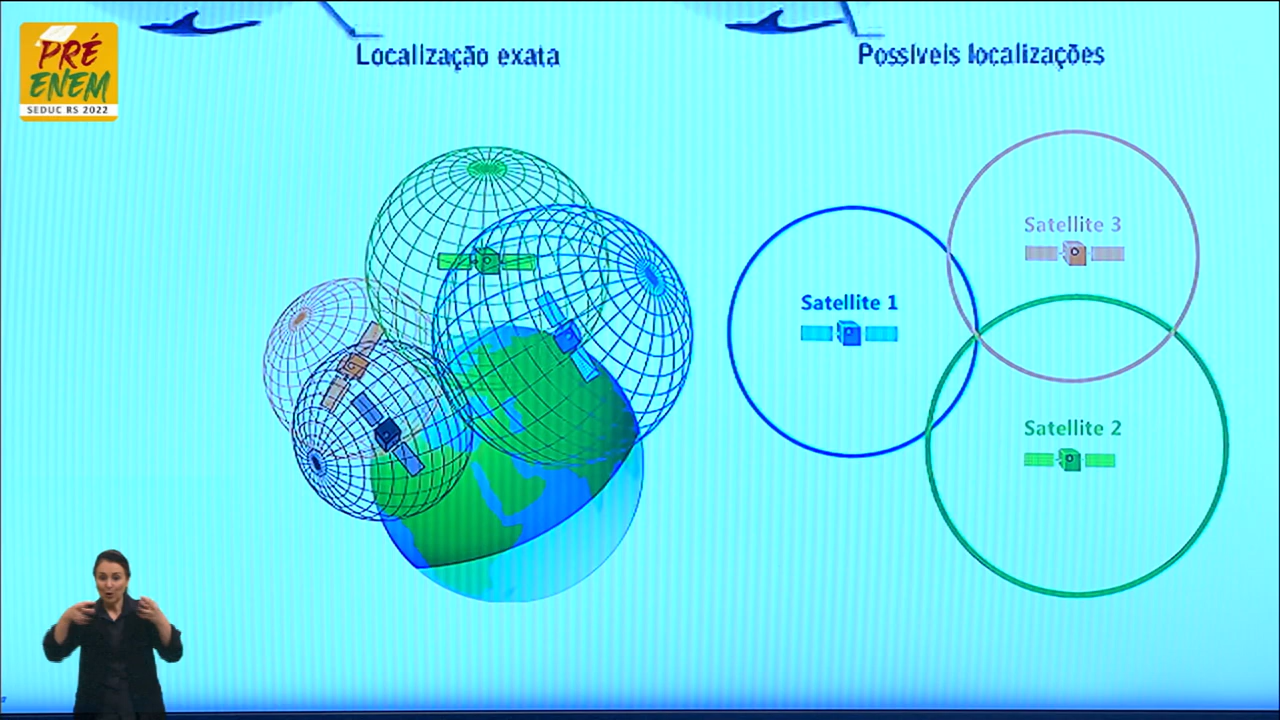 PRÉ
ENEM
SEDUC RS 2022
Localização exata
Possíveis localizações
Satellite 3
Satellite 1
Satellite 2